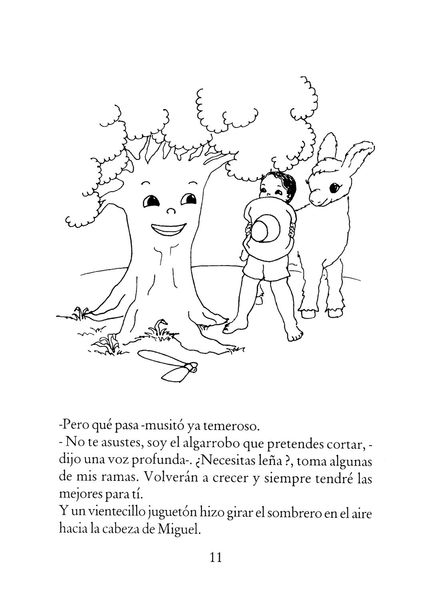 -Pero qué pasa -musitó ya temeroso.
- No te asustes, soy el algarrobo que pretendes cortar, -
dijo una voz profunda-. ¿Necesitas leña ?, toma algunas
de mis ramas. Volverán a crecer y siempre tendré las
mejores para tí.
Y un vientecillo juguetón hizo girar el sombrero en el aire
hacia la cabeza de Miguel.
11